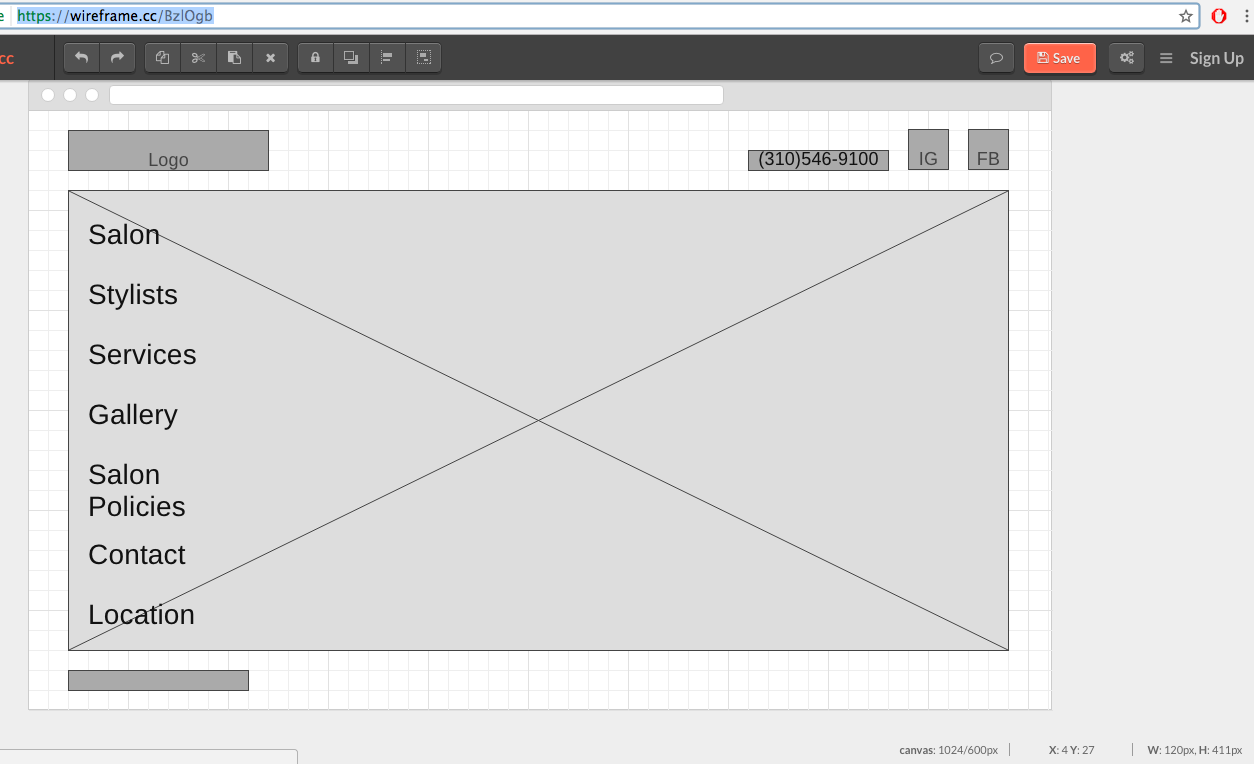 e https://wireframe.cc/BzlOgb
cc
Save
Sign Up
Logo
(310)546-9100
IG
FB
Salon
Stylists
Services
Gallery
Salon
Policies
Contact
Location
canvas: 1024/600px
X: 4 Y: 27
W: 120px, H: 411px